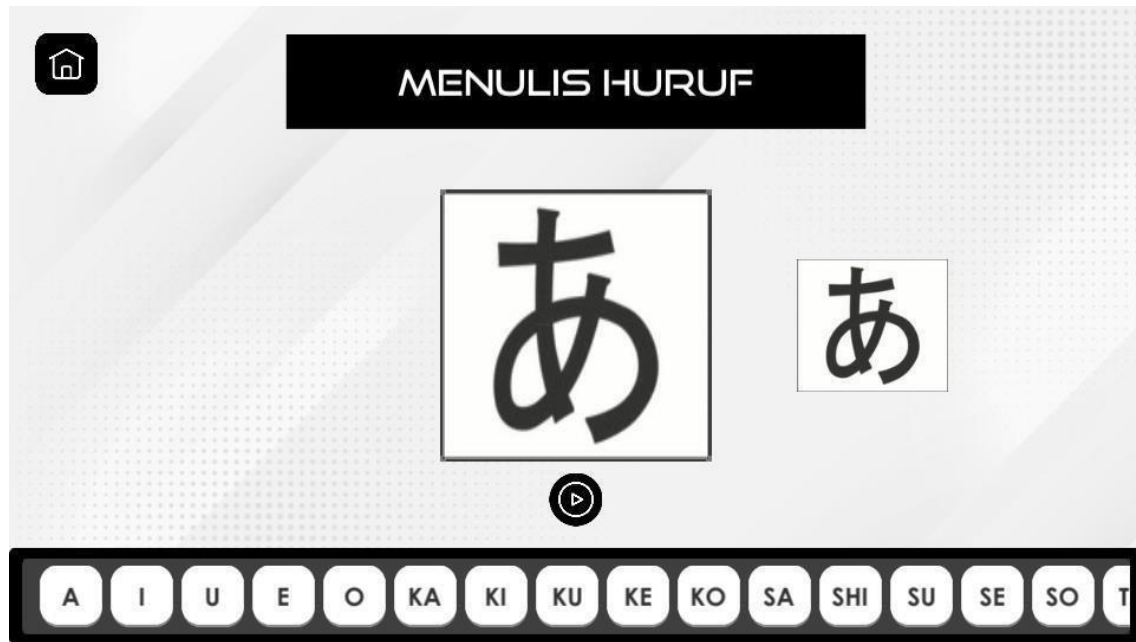 MENULIS HURUF
あ
あ
A I U E O KA KI KU KE KO SA SHI SU SE SO